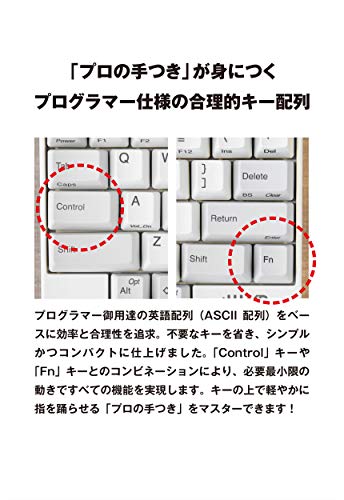 「プロの手つき」が身につく
プログラマー仕様の合理的キー配列
Power F1 F2
Tab Q W
Caps
Control A
Vol_Dn
Shift Z
Opt
Alt
F12 Ins Del
} ] Delete
BS Clear
Return
Enter
Shift Fn
プログラマー御用達の英語配列（ASCII 配列）をベー
スに効率と合理性を追求。不要なキーを省き、シンプル
かつコンパクトに仕上げました。「Control」キーや
「Fn」キーとのコンビネーションにより、必要最小限の
動きですべての機能を実現します。キーの上で軽やかに
指を踊らせる「プロの手つき」をマスターできます！